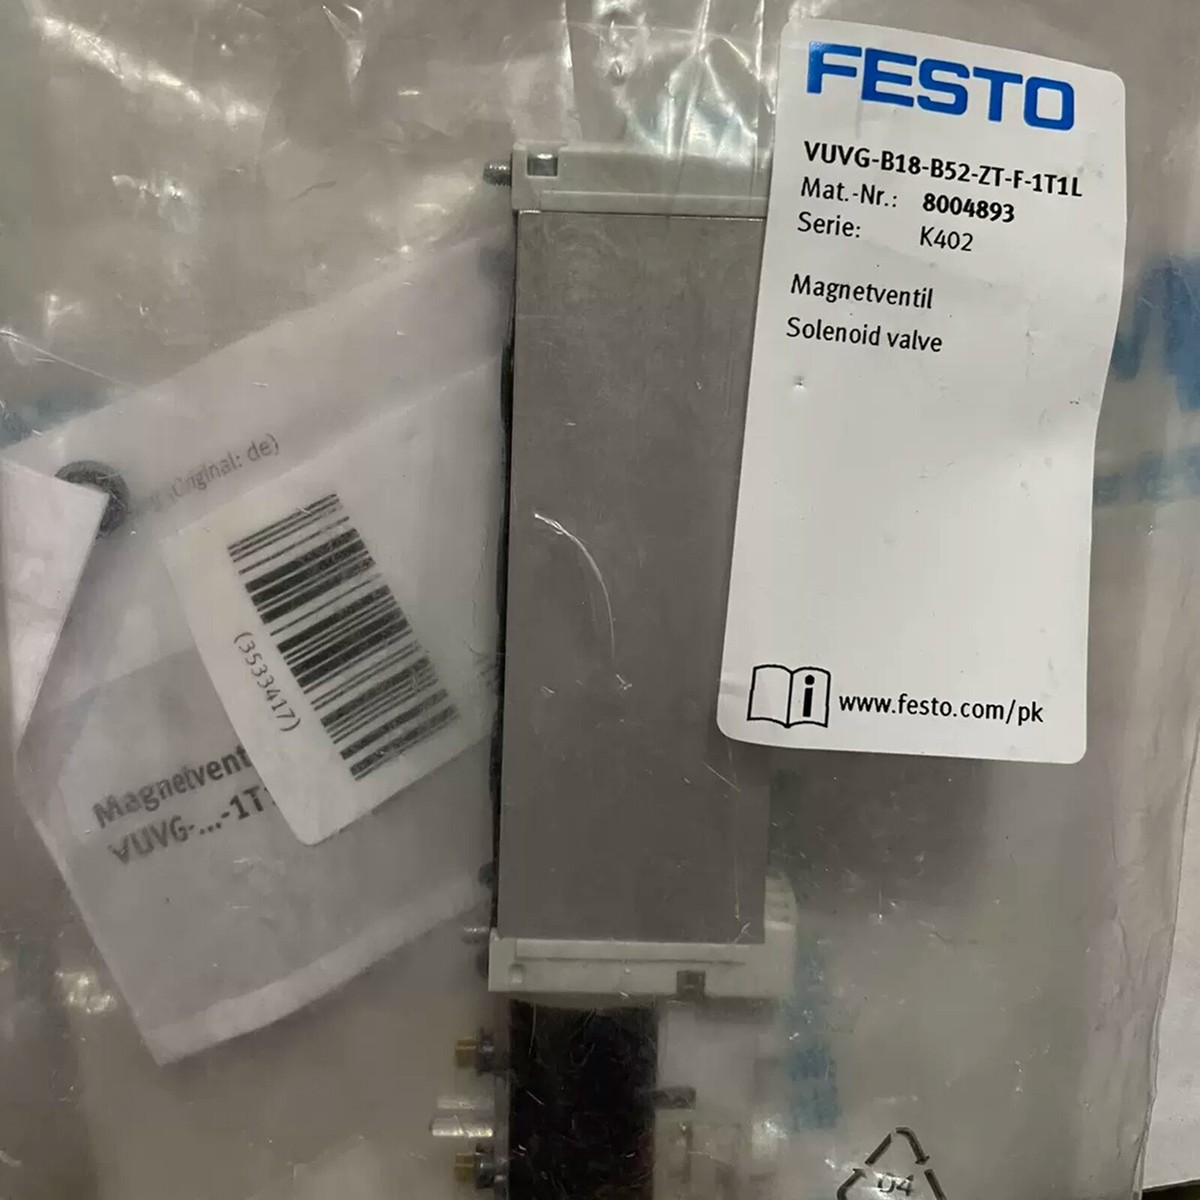 FESTO
VUVG-B18-B52-ZT-F-1T1L
Mat.-Nr.: 8004893
Serie: K402
Magnetventil
Solenoid valve
i www.festo.com/pk
(Original: de)
(3533417)
Magnetvent
VUVG-...-1T
04